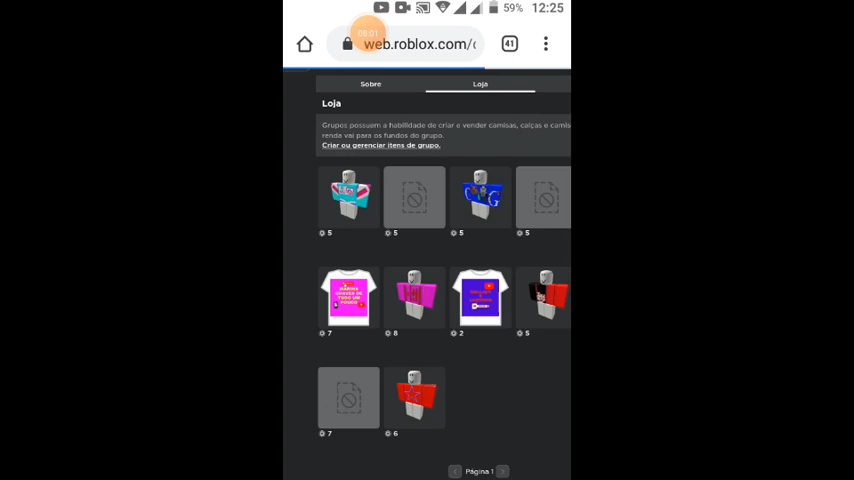 59% 12:25
00:01
web.roblox.com/c
41
Sobre Loja
Loja
Grupos possuem a habilidade de criar e vender camisas, calças e camis
renda vai para os fundos do grupo.
Criar ou gerenciar itens de grupo.
5 5 5 5
7 8 2 5
7 6
Página 1